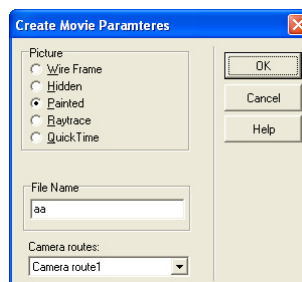 Create Movie Paramteres
Picture
Wire Frame
Hidden
Painted
Raytrace
QuickTime
OK
Cancel
Help
File Name
aa
Camera routes:
Camera route1